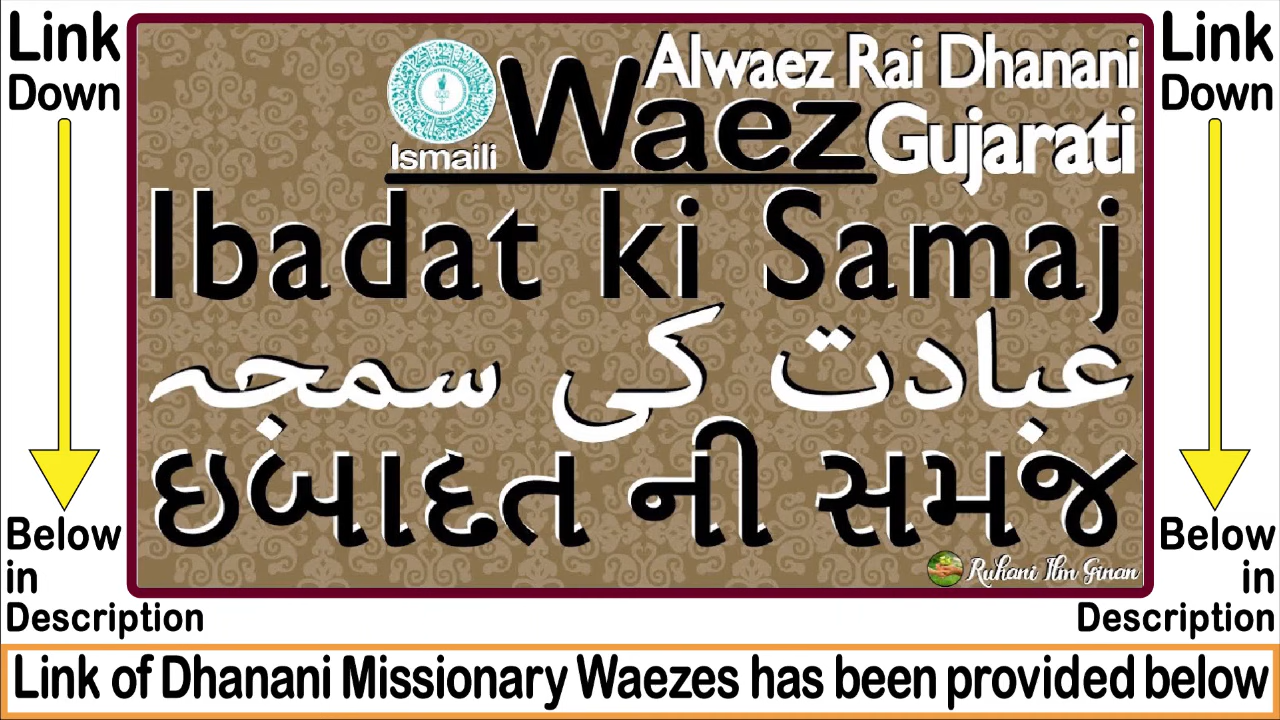 Link
Down
Below
in
Description
Alwaez Rai Dhanani
Ismaili
Waez
Gujarati
Ibadat ki Samaj
عبادت کی سمجہ
ઇબાદત ની સમજ
Ruhani Ilm Ginan
Link
Down
Below
in
Description
Link of Dhanani Missionary Waezes has been provided below